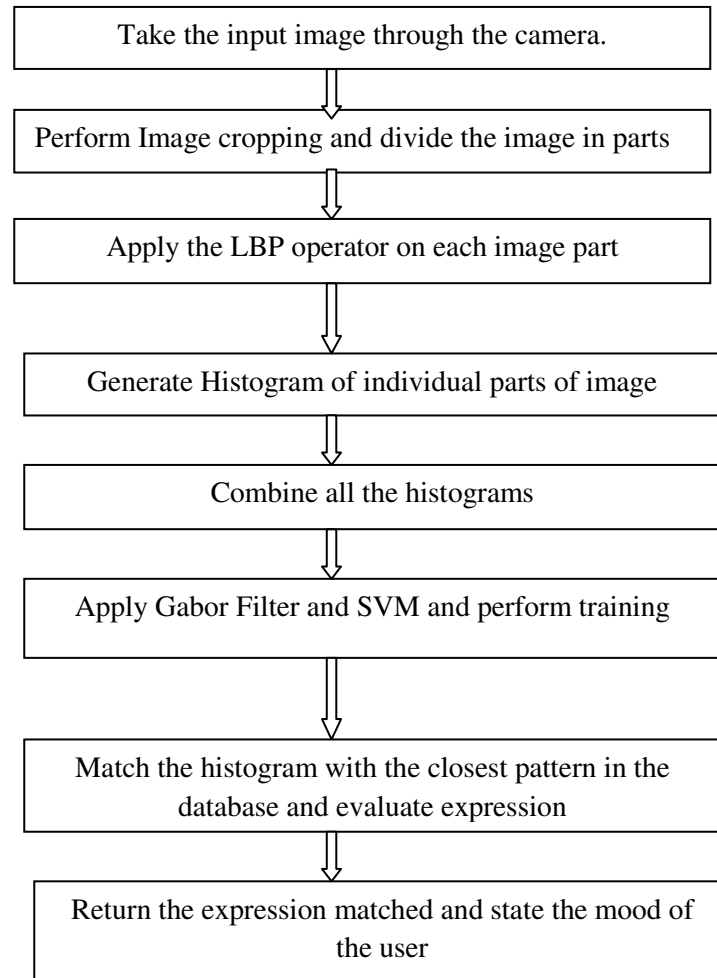 Take the input image through the camera.
Perform Image cropping and divide the image in parts
Apply the LBP operator on each image part
Generate Histogram of individual parts of image
Combine all the histograms
Apply Gabor Filter and SVM and perform training
Match the histogram with the closest pattern in the
database and evaluate expression
Return the expression matched and state the mood of
the user